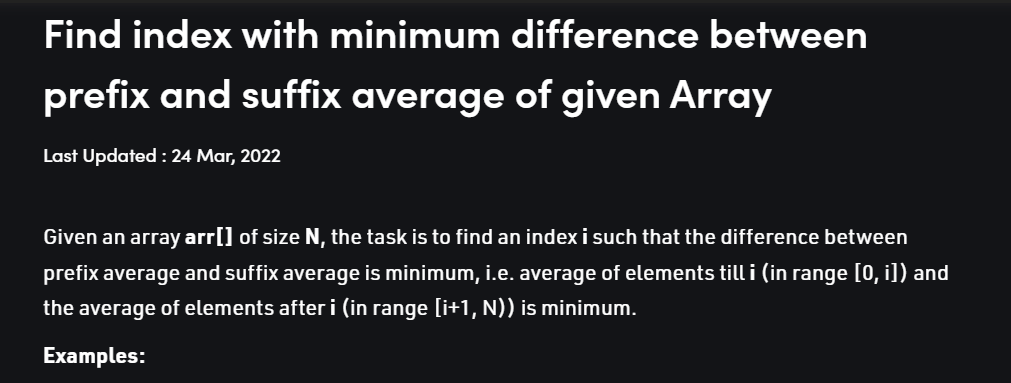 Find index with minimum difference between
prefix and suffix average of given Array
Last Updated : 24 Mar, 2022
Given an array arr[] of size N, the task is to find an index i such that the difference between
prefix average and suffix average is minimum, i.e. average of elements till i (in range [0, i]) and
the average of elements after i (in range [i+1, N)) is minimum.
Examples: